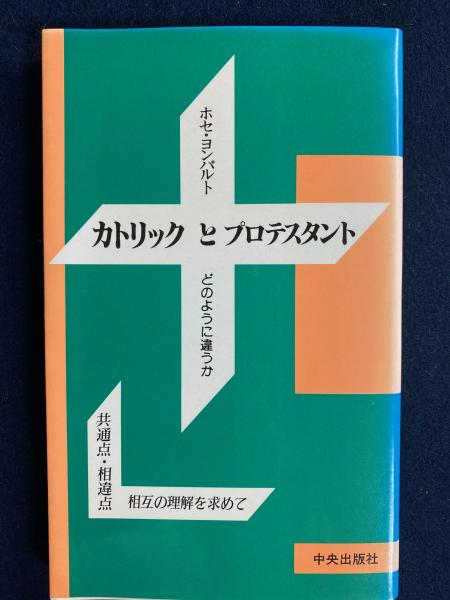 ホセ・ヨンパルト
カトリックとプロテスタント
どのように違うか
共通点・相違点
相互の理解を求めて
中央出版社